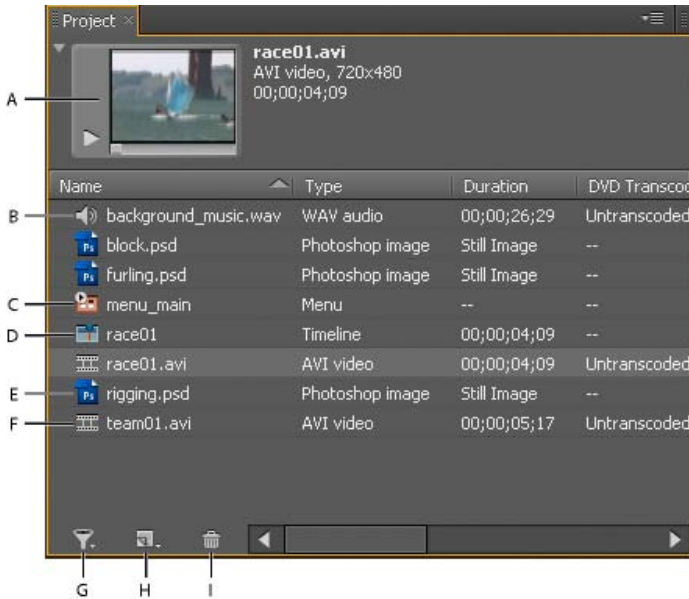 Project ×
race01.avi
AVI video, 720x480
00;00;04;09
A
Name Type Duration DVD Transcod
B background_music.wav WAV audio 00;00;26;29 Untranscoded
Ps block.psd Photoshop image Still Image --
Ps furling.psd Photoshop image Still Image --
C menu_main Menu -- --
D race01 Timeline 00;00;04;09 --
race01.avi AVI video 00;00;04;09 Untranscoded
E Ps rigging.psd Photoshop image Still Image --
F team01.avi AVI video 00;00;05;17 Untranscoded
G H I